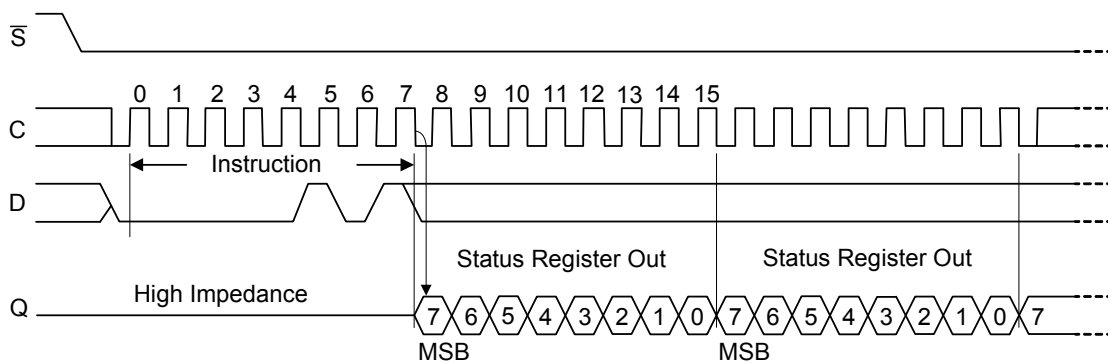 S
0 1 2 3 4 5 6 7 8 9 10 11 12 13 14 15
C
Instruction
D
Status Register Out Status Register Out
High Impedance
Q
7 6 5 4 3 2 1 0 7 6 5 4 3 2 1 0 7
MSB MSB